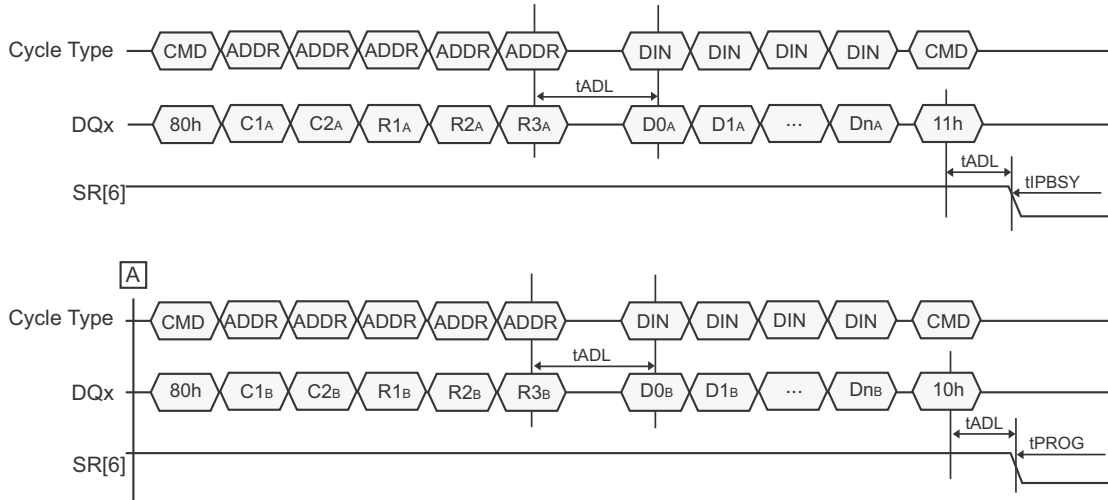 Cycle Type CMD ADDR ADDR ADDR ADDR ADDR DIN DIN DIN DIN CMD
tADL
DQx 80h C1A C2A R1A R2A R3A D0A D1A ... DnA 11h
tADL
SR[6] tIPBSY
A
Cycle Type CMD ADDR ADDR ADDR ADDR ADDR DIN DIN DIN DIN CMD
tADL
DQx 80h C1B C2B R1B R2B R3B D0B D1B ... DnB 10h
tADL
SR[6] tPROG